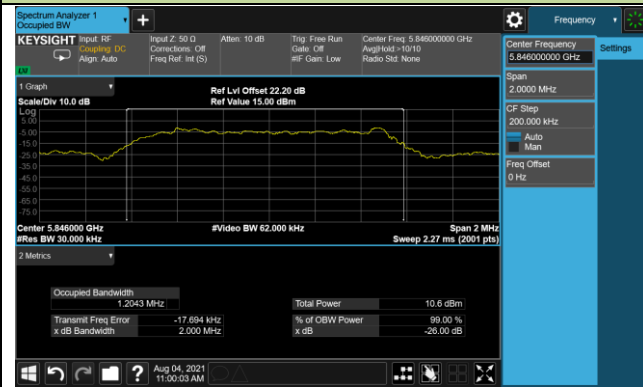 Spectrum Analyzer 1
Occupied BW
+
Frequency
KEYSIGHT
Input: RF
Coupling: DC
Align: Auto
Input Z: 50 Ω
Corrections: Off
Freq Ref: Int (S)
Atten: 10 dB
Trig: Free Run
Gate: Off
#IF Gain: Low
Center Freq: 5.846000000 GHz
Avg|Hold:>10/10
Radio Std: None
Center Frequency
5.846000000 GHz
Settings
Span
2.0000 MHz
CF Step
200.000 kHz
Auto
Man
Freq Offset
0 Hz
1 Graph
Scale/Div 10.0 dB
Ref Lvl Offset 22.20 dB
Ref Value 15.00 dBm
Log
5.00
-5.00
-15.0
-25.0
-35.0
-45.0
-55.0
-65.0
-75.0
Center 5.846000 GHz
#Video BW 62.000 kHz
Span 2 MHz
#Res BW 30.000 kHz
Sweep 2.27 ms (2001 pts)
2 Metrics
Occupied Bandwidth
1.2043 MHz
Total Power
10.6 dBm
Transmit Freq Error
-17.694 kHz
% of OBW Power
99.00 %
x dB Bandwidth
2.000 MHz
x dB
-26.00 dB
?
Aug 04, 2021
11:00:03 AM